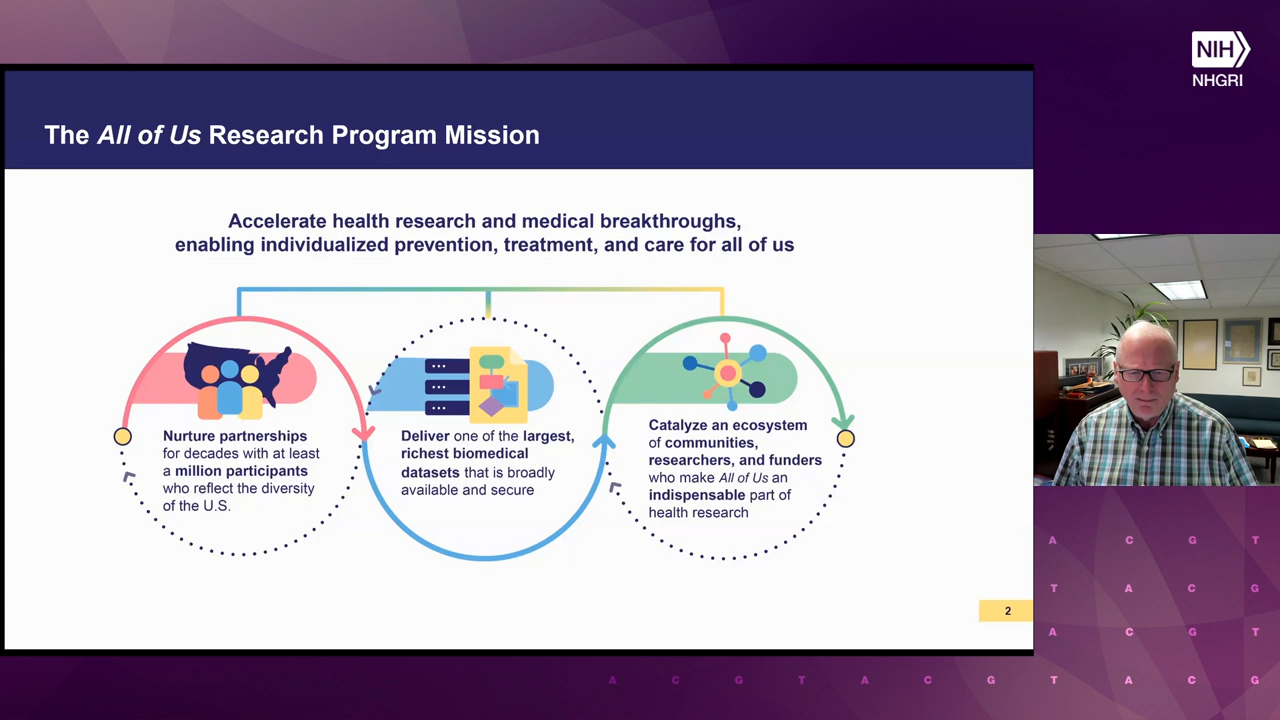 NIH
NHGRI
The All of Us Research Program Mission
Accelerate health research and medical breakthroughs,
enabling individualized prevention, treatment, and care for all of us
Nurture partnerships
for decades with at least
a million participants
who reflect the diversity
of the U.S.
Deliver one of the largest,
richest biomedical
datasets that is broadly
available and secure
Catalyze an ecosystem
of communities,
researchers, and funders
who make All of Us an
indispensable part of
health research
2
A C G T
T A C G
A C G T
A C G T A C G T A C G